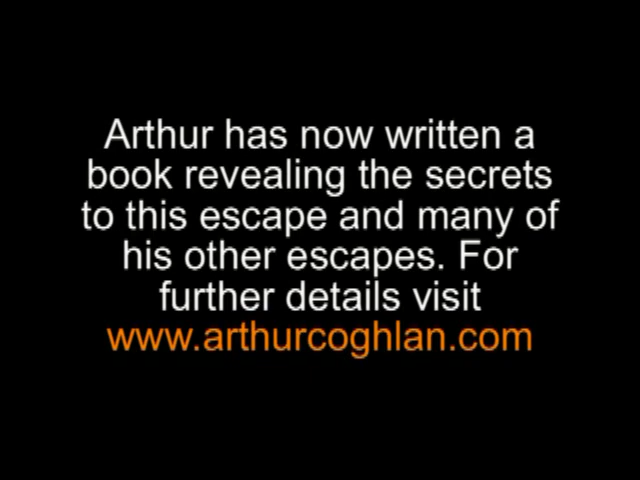 Arthur has now written a
book revealing the secrets
to this escape and many of
his other escapes. For
further details visit
www.arthurcoghlan.com